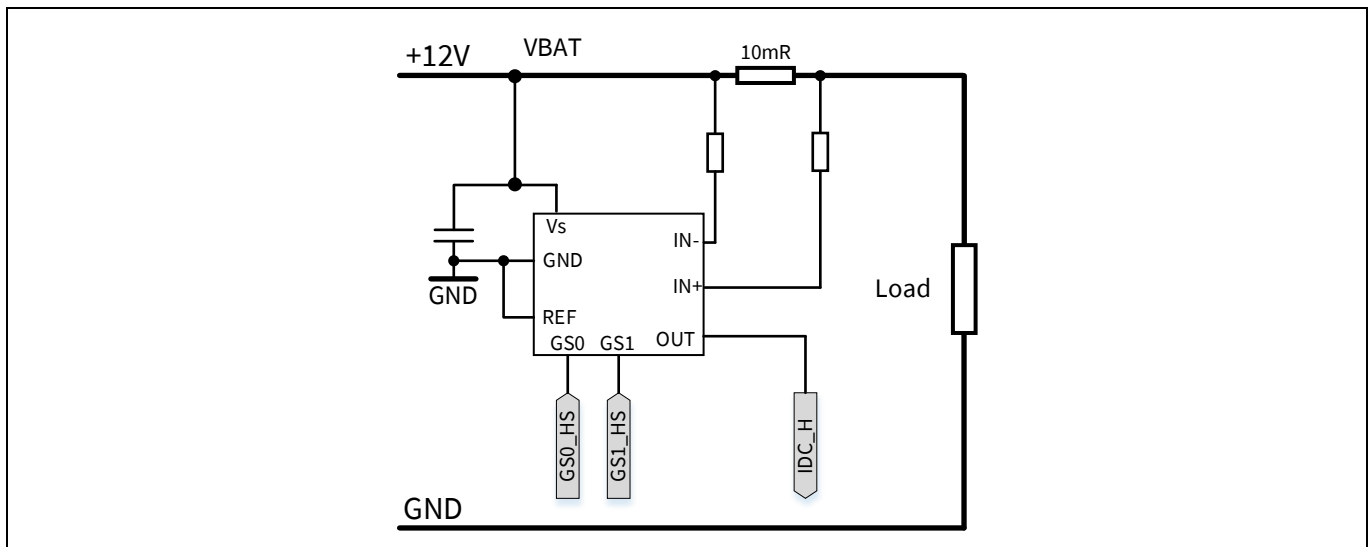 +12V
VBAT
10mR
Vs
IN-
GND
GND
IN+
Load
REF
OUT
GS0 GS1
GS0_HS
GS1_HS
IDC_H
GND